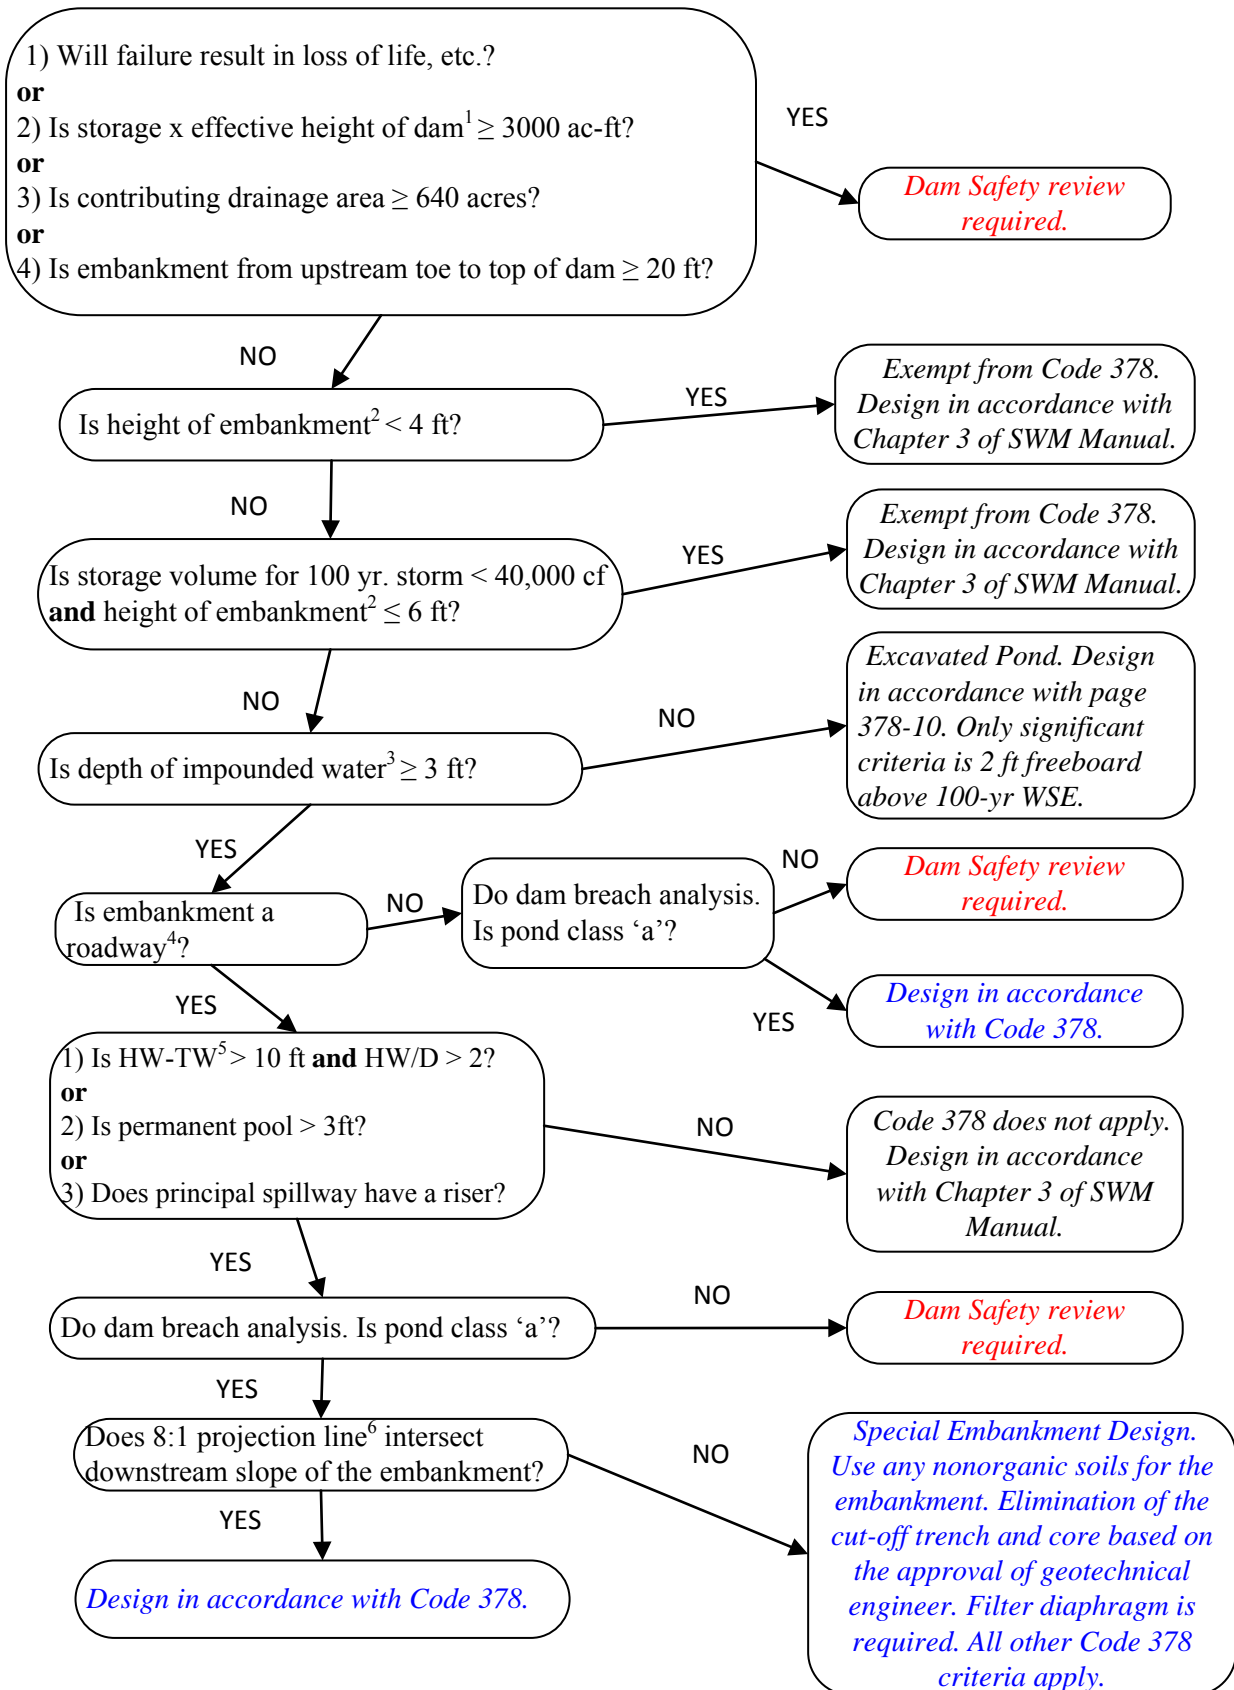 1) Will failure result in loss of life, etc.?
or
2) Is storage x effective height of dam¹ ≥ 3000 ac-ft?
or
3) Is contributing drainage area ≥ 640 acres?
or
4) Is embankment from upstream toe to top of dam ≥ 20 ft?
YES
Dam Safety review
required.
NO
Is height of embankment² < 4 ft?
YES
Exempt from Code 378.
Design in accordance with
Chapter 3 of SWM Manual.
NO
Is storage volume for 100 yr. storm < 40,000 cf
and height of embankment² ≤ 6 ft?
YES
Exempt from Code 378.
Design in accordance with
Chapter 3 of SWM Manual.
NO
Is depth of impounded water³ ≥ 3 ft?
NO
Excavated Pond. Design
in accordance with page
378-10. Only significant
criteria is 2 ft freeboard
above 100-yr WSE.
YES
Is embankment a
roadway⁴?
NO
Do dam breach analysis.
Is pond class ‘a’?
NO
Dam Safety review
required.
YES
Design in accordance
with Code 378.
YES
1) Is HW-TW⁵ > 10 ft and HW/D > 2?
or
2) Is permanent pool > 3ft?
or
3) Does principal spillway have a riser?
NO
Code 378 does not apply.
Design in accordance
with Chapter 3 of SWM
Manual.
YES
Do dam breach analysis. Is pond class ‘a’?
NO
Dam Safety review
required.
YES
Does 8:1 projection line⁶ intersect
downstream slope of the embankment?
NO
Special Embankment Design.
Use any nonorganic soils for the
embankment. Elimination of the
cut-off trench and core based on
the approval of geotechnical
engineer. Filter diaphragm is
required. All other Code 378
criteria apply.
YES
Design in accordance with Code 378.